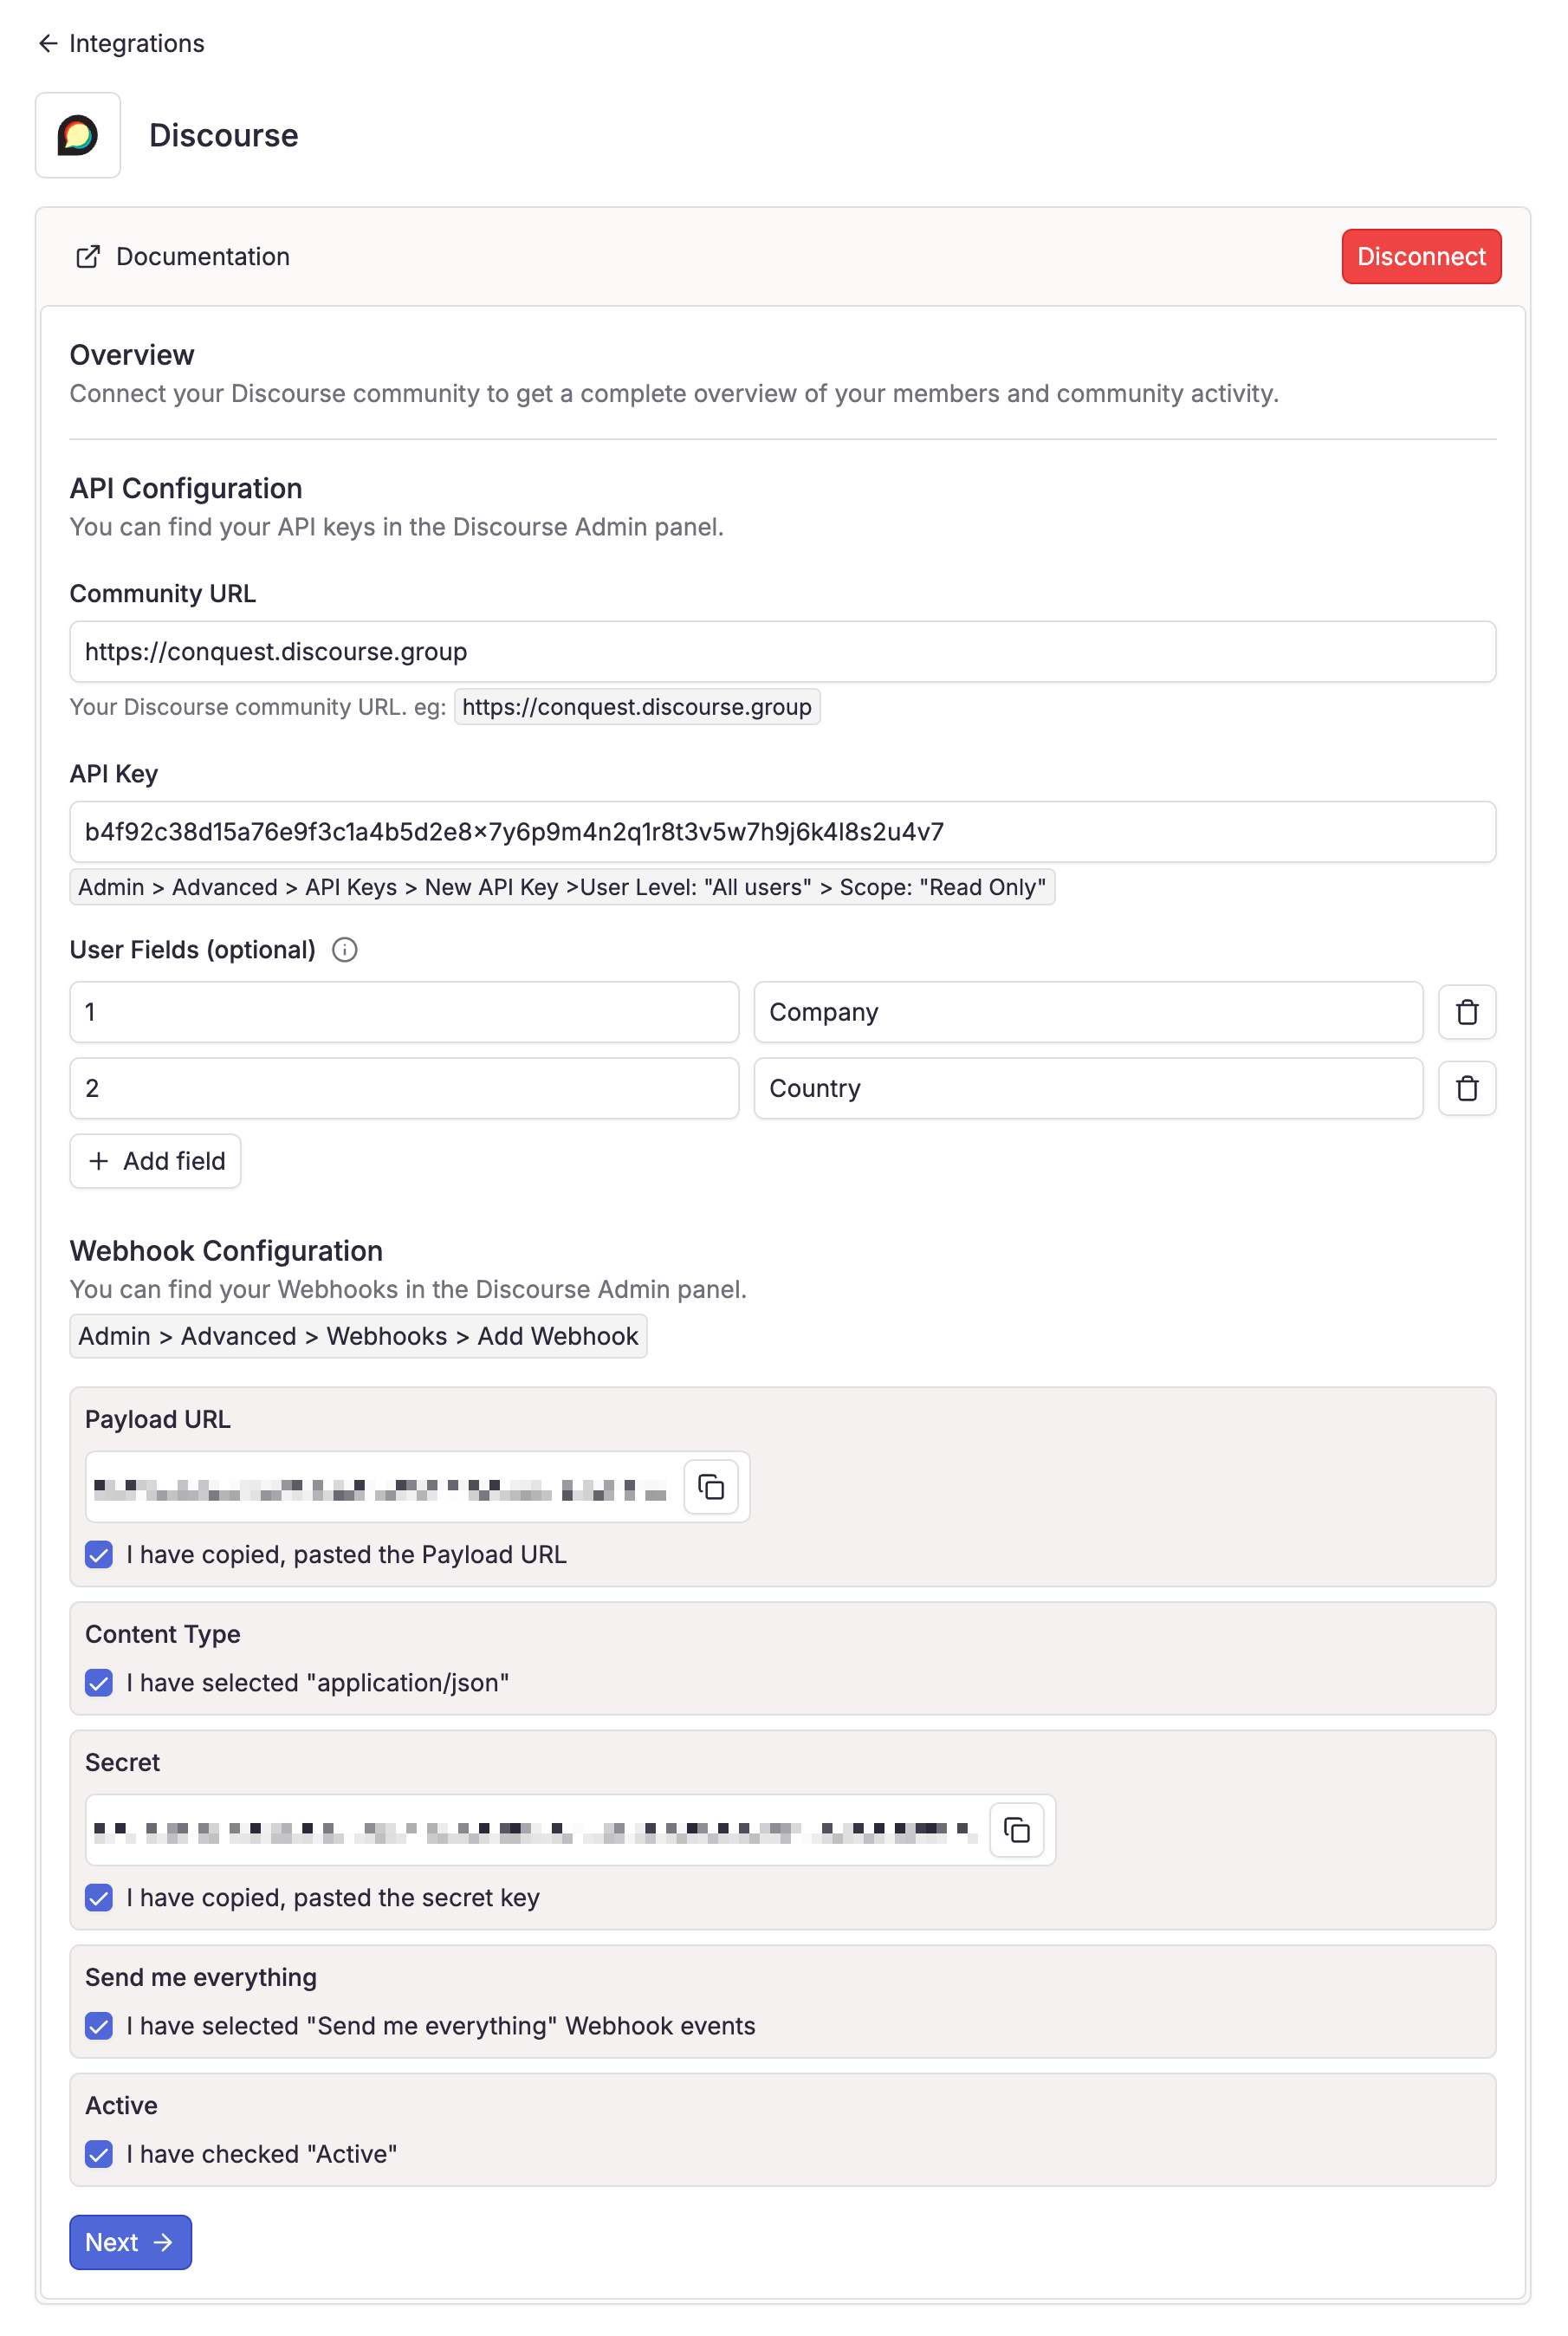 Integrations
Discourse
Documentation
Disconnect
Overview
Connect your Discourse community to get a complete overview of your members and community activity.
API Configuration
You can find your API keys in the Discourse Admin panel.
Community URL
https://conquest.discourse.group
Your Discourse community URL. eg: https://conquest.discourse.group
API Key
b4f92c38d15a76e9f3c1a4b5d2e8×7y6p9m4n2q1r8t3v5w7h9j6k4l8s2u4v7
Admin > Advanced > API Keys > New API Key >User Level: "All users" > Scope: "Read Only"
User Fields (optional)
1 Company
2 Country
Add field
Webhook Configuration
You can find your Webhooks in the Discourse Admin panel.
Admin > Advanced > Webhooks > Add Webhook
Payload URL
I have copied, pasted the Payload URL
Content Type
I have selected "application/json"
Secret
I have copied, pasted the secret key
Send me everything
I have selected "Send me everything" Webhook events
Active
I have checked "Active"
Next